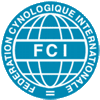 FEDERATION CYNOLOGIQUE INTERNATIONALE
FCI